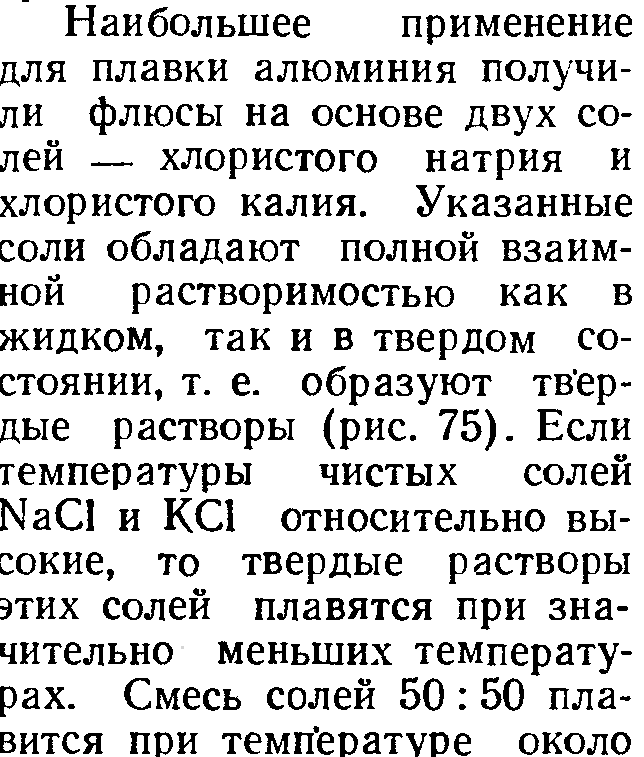 Наибольшее применение
для плавки алюминия получи-
ли флюсы на основе двух со-
лей — хлористого натрия и
хлористого калия. Указанные
соли обладают полной взаим-
ной растворимостью как в
жидком, так и в твердом со-
стоянии, т. е. образуют твер-
дые растворы (рис. 75). Если
температуры чистых солей
NaCl и KCl относительно вы-
сокие, то твердые растворы
этих солей плавятся при зна-
чительно меньших температу-
рах. Смесь солей 50 : 50 пла-
вится при температуре около